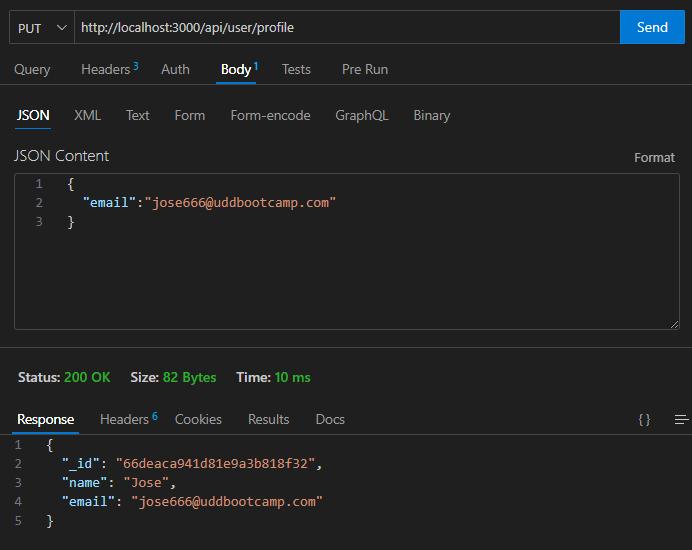 PUT http://localhost:3000/api/user/profile Send
Query Headers 3 Auth Body 1 Tests Pre Run
JSON XML Text Form Form-encode GraphQL Binary
JSON Content Format
1 {
2 "email":"jose666@uddbootcamp.com"
3 }
Status: 200 OK Size: 82 Bytes Time: 10 ms
Response Headers 6 Cookies Results Docs { }
1 {
2 "_id": "66deaca941d81e9a3b818f32",
3 "name": "Jose",
4 "email": "jose666@uddbootcamp.com"
5 }